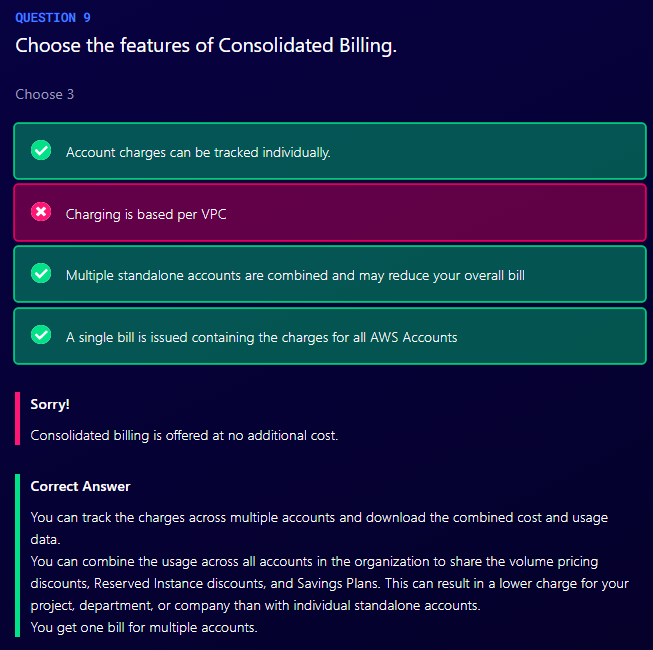 QUESTION 9
Choose the features of Consolidated Billing.
Choose 3
Account charges can be tracked individually.
Charging is based per VPC
Multiple standalone accounts are combined and may reduce your overall bill
A single bill is issued containing the charges for all AWS Accounts
Sorry!
Consolidated billing is offered at no additional cost.
Correct Answer
You can track the charges across multiple accounts and download the combined cost and usage
data.
You can combine the usage across all accounts in the organization to share the volume pricing
discounts, Reserved Instance discounts, and Savings Plans. This can result in a lower charge for your
project, department, or company than with individual standalone accounts.
You get one bill for multiple accounts.